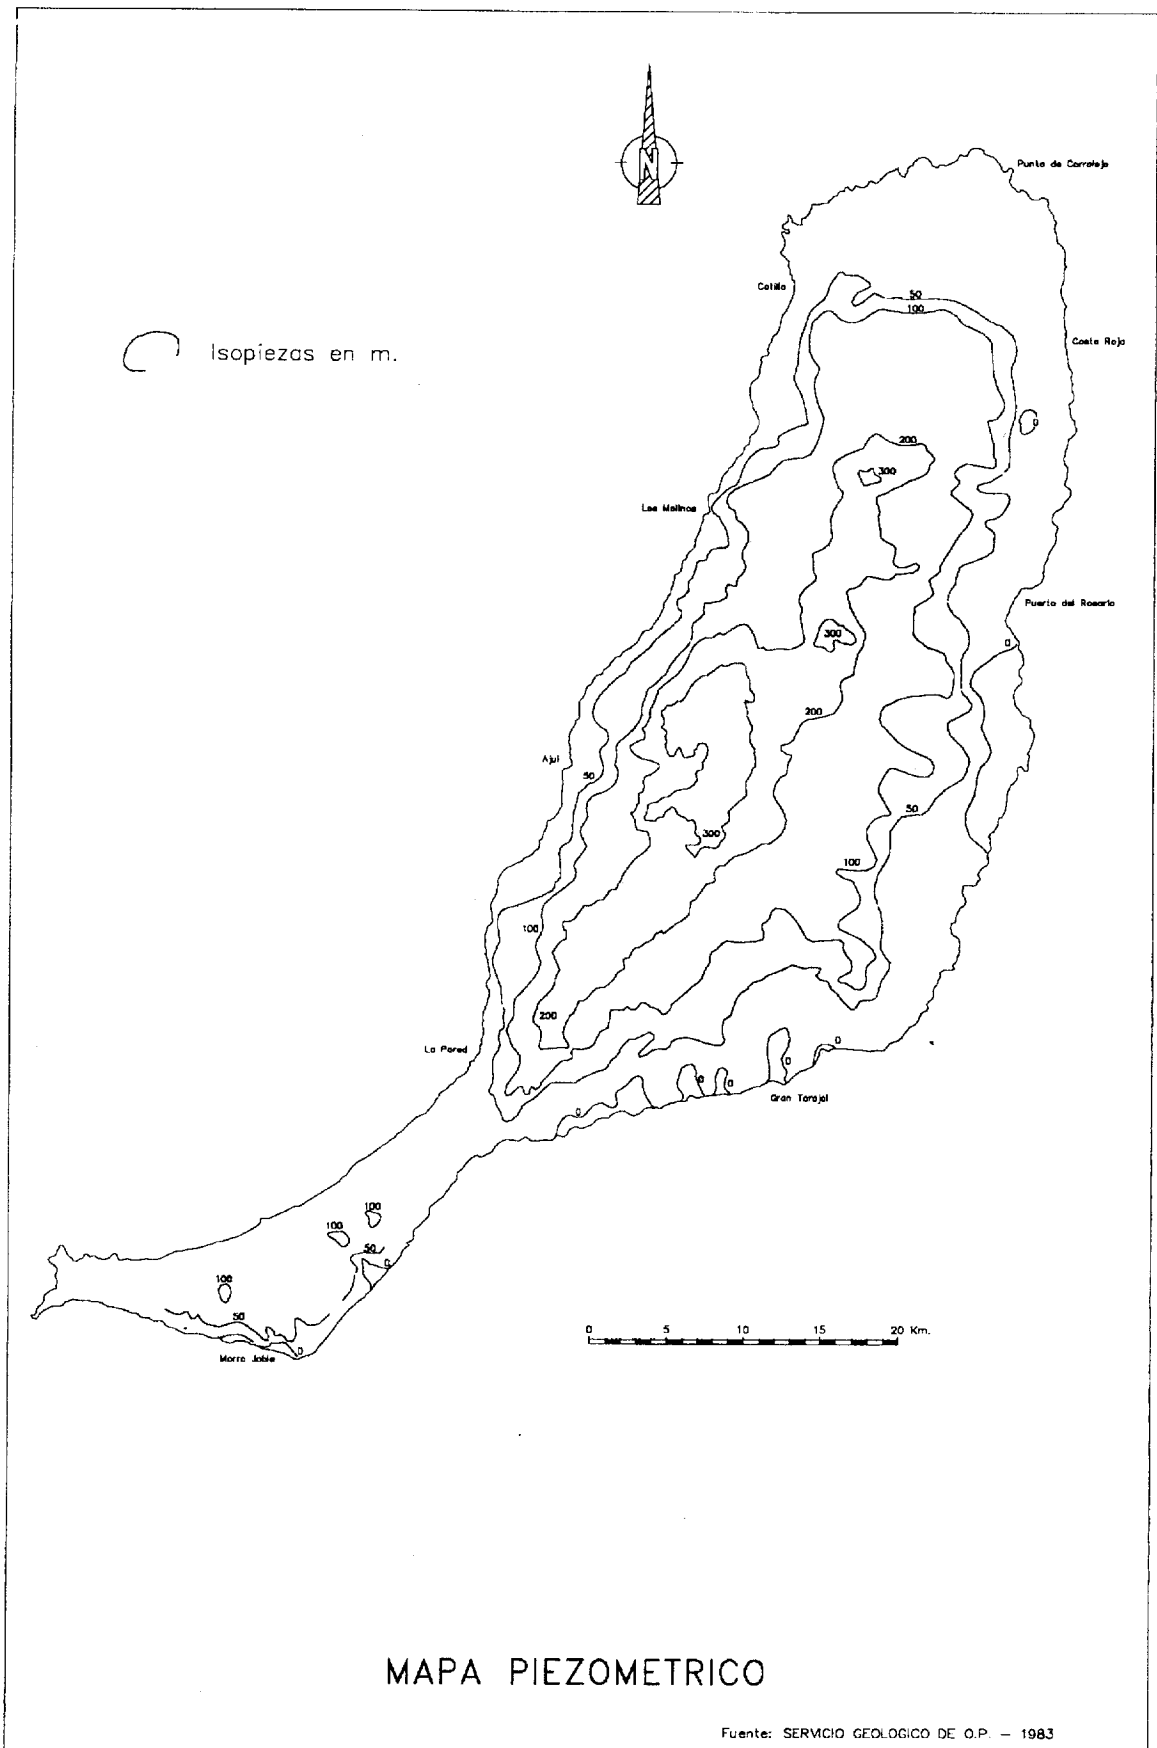 N
Punta de Corralejo
Cotillo
50
100
Costa Roja
Isopiezas en m.
0
200
300
Los Molinos
Puerto del Rosario
300
0
200
Ajui
50
50
300
100
100
200
0
La Pared
0
0
0
Gran Tarajal
0
100
100
50
0
100
50
0
Morro Jable
0 5 10 15 20 Km.
MAPA PIEZOMETRICO
Fuente: SERVICIO GEOLOGICO DE O.P. – 1983